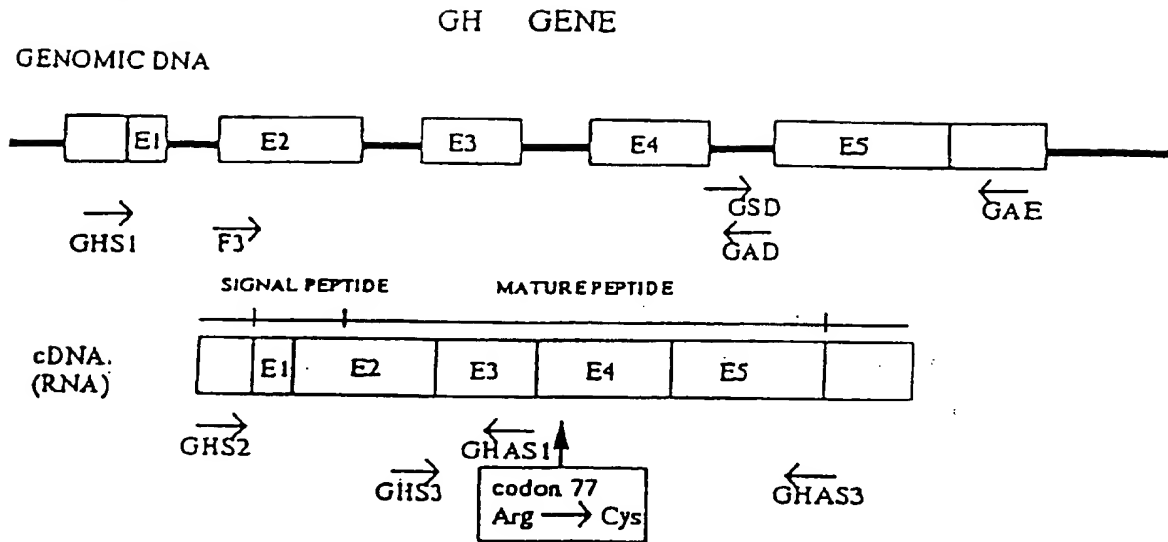 GH GENE
GENOMIC DNA
E1 E2 E3 E4 E5
GHS1 F3 GSD GAE
GAD
SIGNAL PEPTIDE MATURE PEPTIDE
cDNA.
(RNA)
E1 E2 E3 E4 E5
GHS2 GHAS1
GHS3 GHAS3
codon 77
Arg → Cys